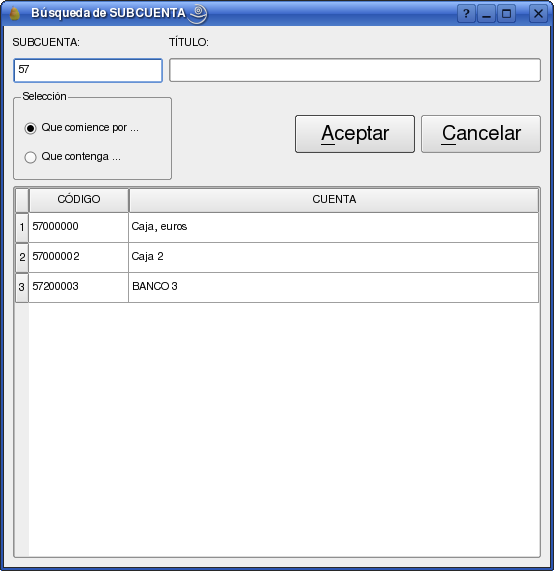 Búsqueda de SUBCUENTA
SUBCUENTA: TÍTULO:
57
Selección
Que comience por ...
Que contenga ...
Aceptar Cancelar
CÓDIGO CUENTA
1 57000000 Caja, euros
2 57000002 Caja 2
3 57200003 BANCO 3